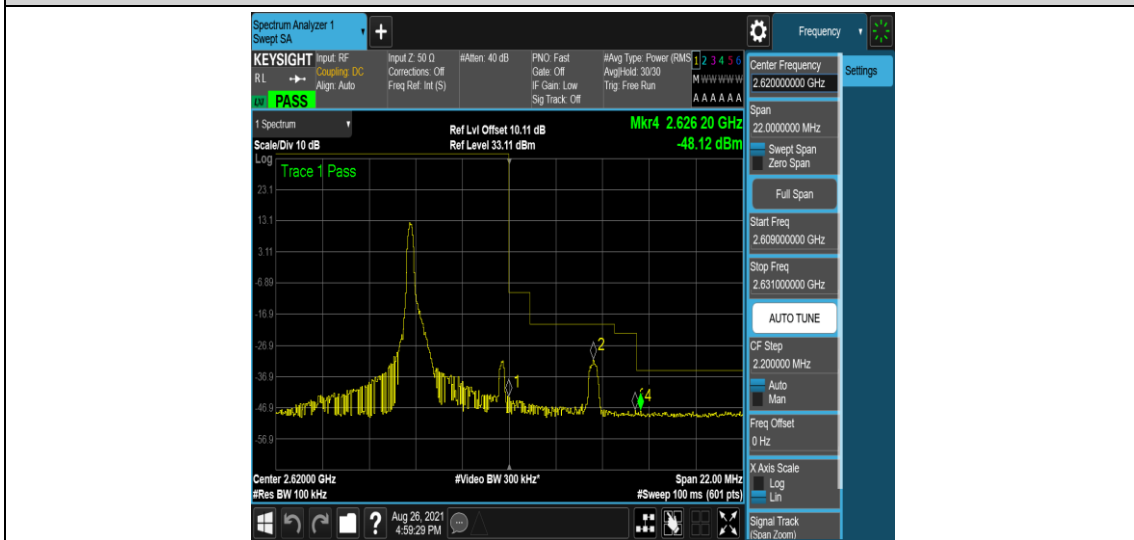 Spectrum Analyzer 1
Swept SA
Frequency
KEYSIGHT
RL
PASS
Input: RF
Coupling: DC
Align: Auto
Input Z: 50 Ω
Corrections: Off
Freq Ref: Int (S)
#Atten: 40 dB
PNO: Fast
Gate: Off
IF Gain: Low
Sig Track: Off
#Avg Type: Power (RMS
Avg|Hold: 30/30
Trig: Free Run
1 2 3 4 5 6
M W W W W W
A A A A A A
1 Spectrum
Scale/Div 10 dB
Ref Lvl Offset 10.11 dB
Ref Level 33.11 dBm
Mkr4 2.626 20 GHz
-48.12 dBm
Log
Trace 1 Pass
23.1
13.1
3.11
-6.89
-16.9
-26.9
-36.9
-46.9
-56.9
1
2
4
Center 2.62000 GHz
#Video BW 300 kHz*
Span 22.00 MHz
#Res BW 100 kHz
#Sweep 100 ms (601 pts)
?
Aug 26, 2021
4:59:29 PM
Center Frequency
2.620000000 GHz
Settings
Span
22.0000000 MHz
Swept Span
Zero Span
Full Span
Start Freq
2.609000000 GHz
Stop Freq
2.631000000 GHz
AUTO TUNE
CF Step
2.200000 MHz
Auto
Man
Freq Offset
0 Hz
X Axis Scale
Log
Lin
Signal Track
(Span Zoom)